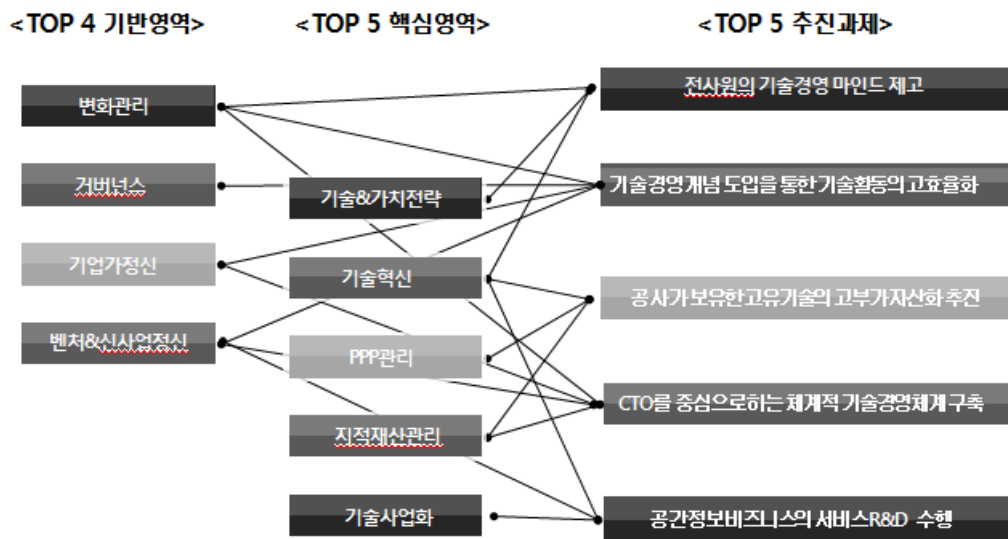 <TOP 4 기반영역>
<TOP 5 핵심영역>
<TOP 5 추진과제>
변화관리
거버넌스
기업가정신
벤처&신사업정신
기술&가치전략
기술혁신
PPP관리
지적재산관리
기술사업화
전사원의 기술경영 마인드 제고
기술경영개념 도입을 통한 기술활동의 고효율화
공사가 보유한 고유기술의 고부가자산화 추진
CTO를 중심으로하는 체계적 기술경영체계 구축
공간정보비즈니스의 서비스R&D 수행